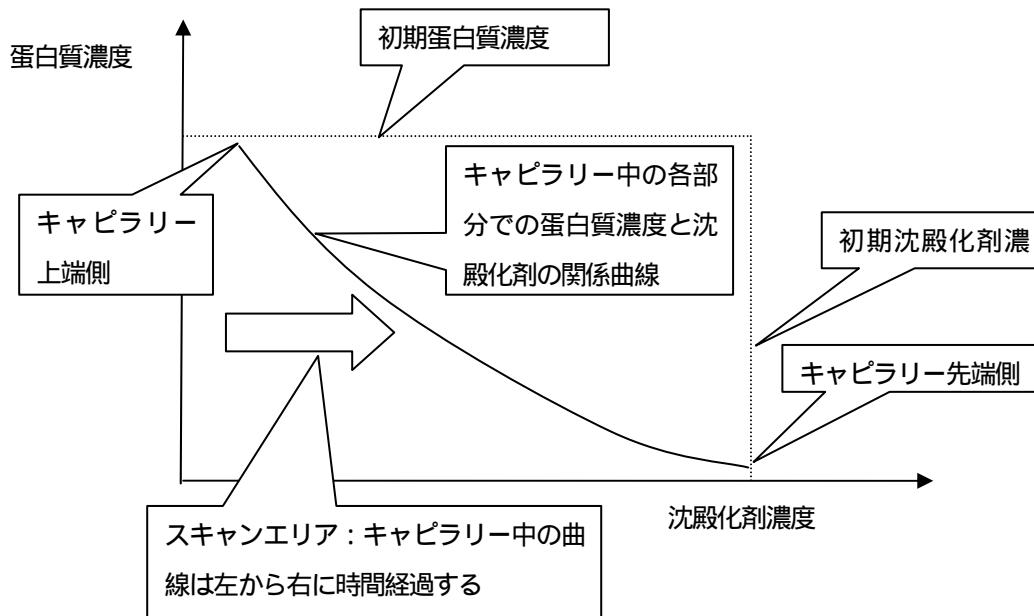 初期蛋白質濃度
蛋白質濃度
キャピラリー中の各部
分での蛋白質濃度と沈
殿化剤の関係曲線
キャピラリー
上端側
初期沈殿化剤濃
キャピラリー先端側
沈殿化剤濃度
スキャンエリア：キャピラリー中の曲
線は左から右に時間経過する